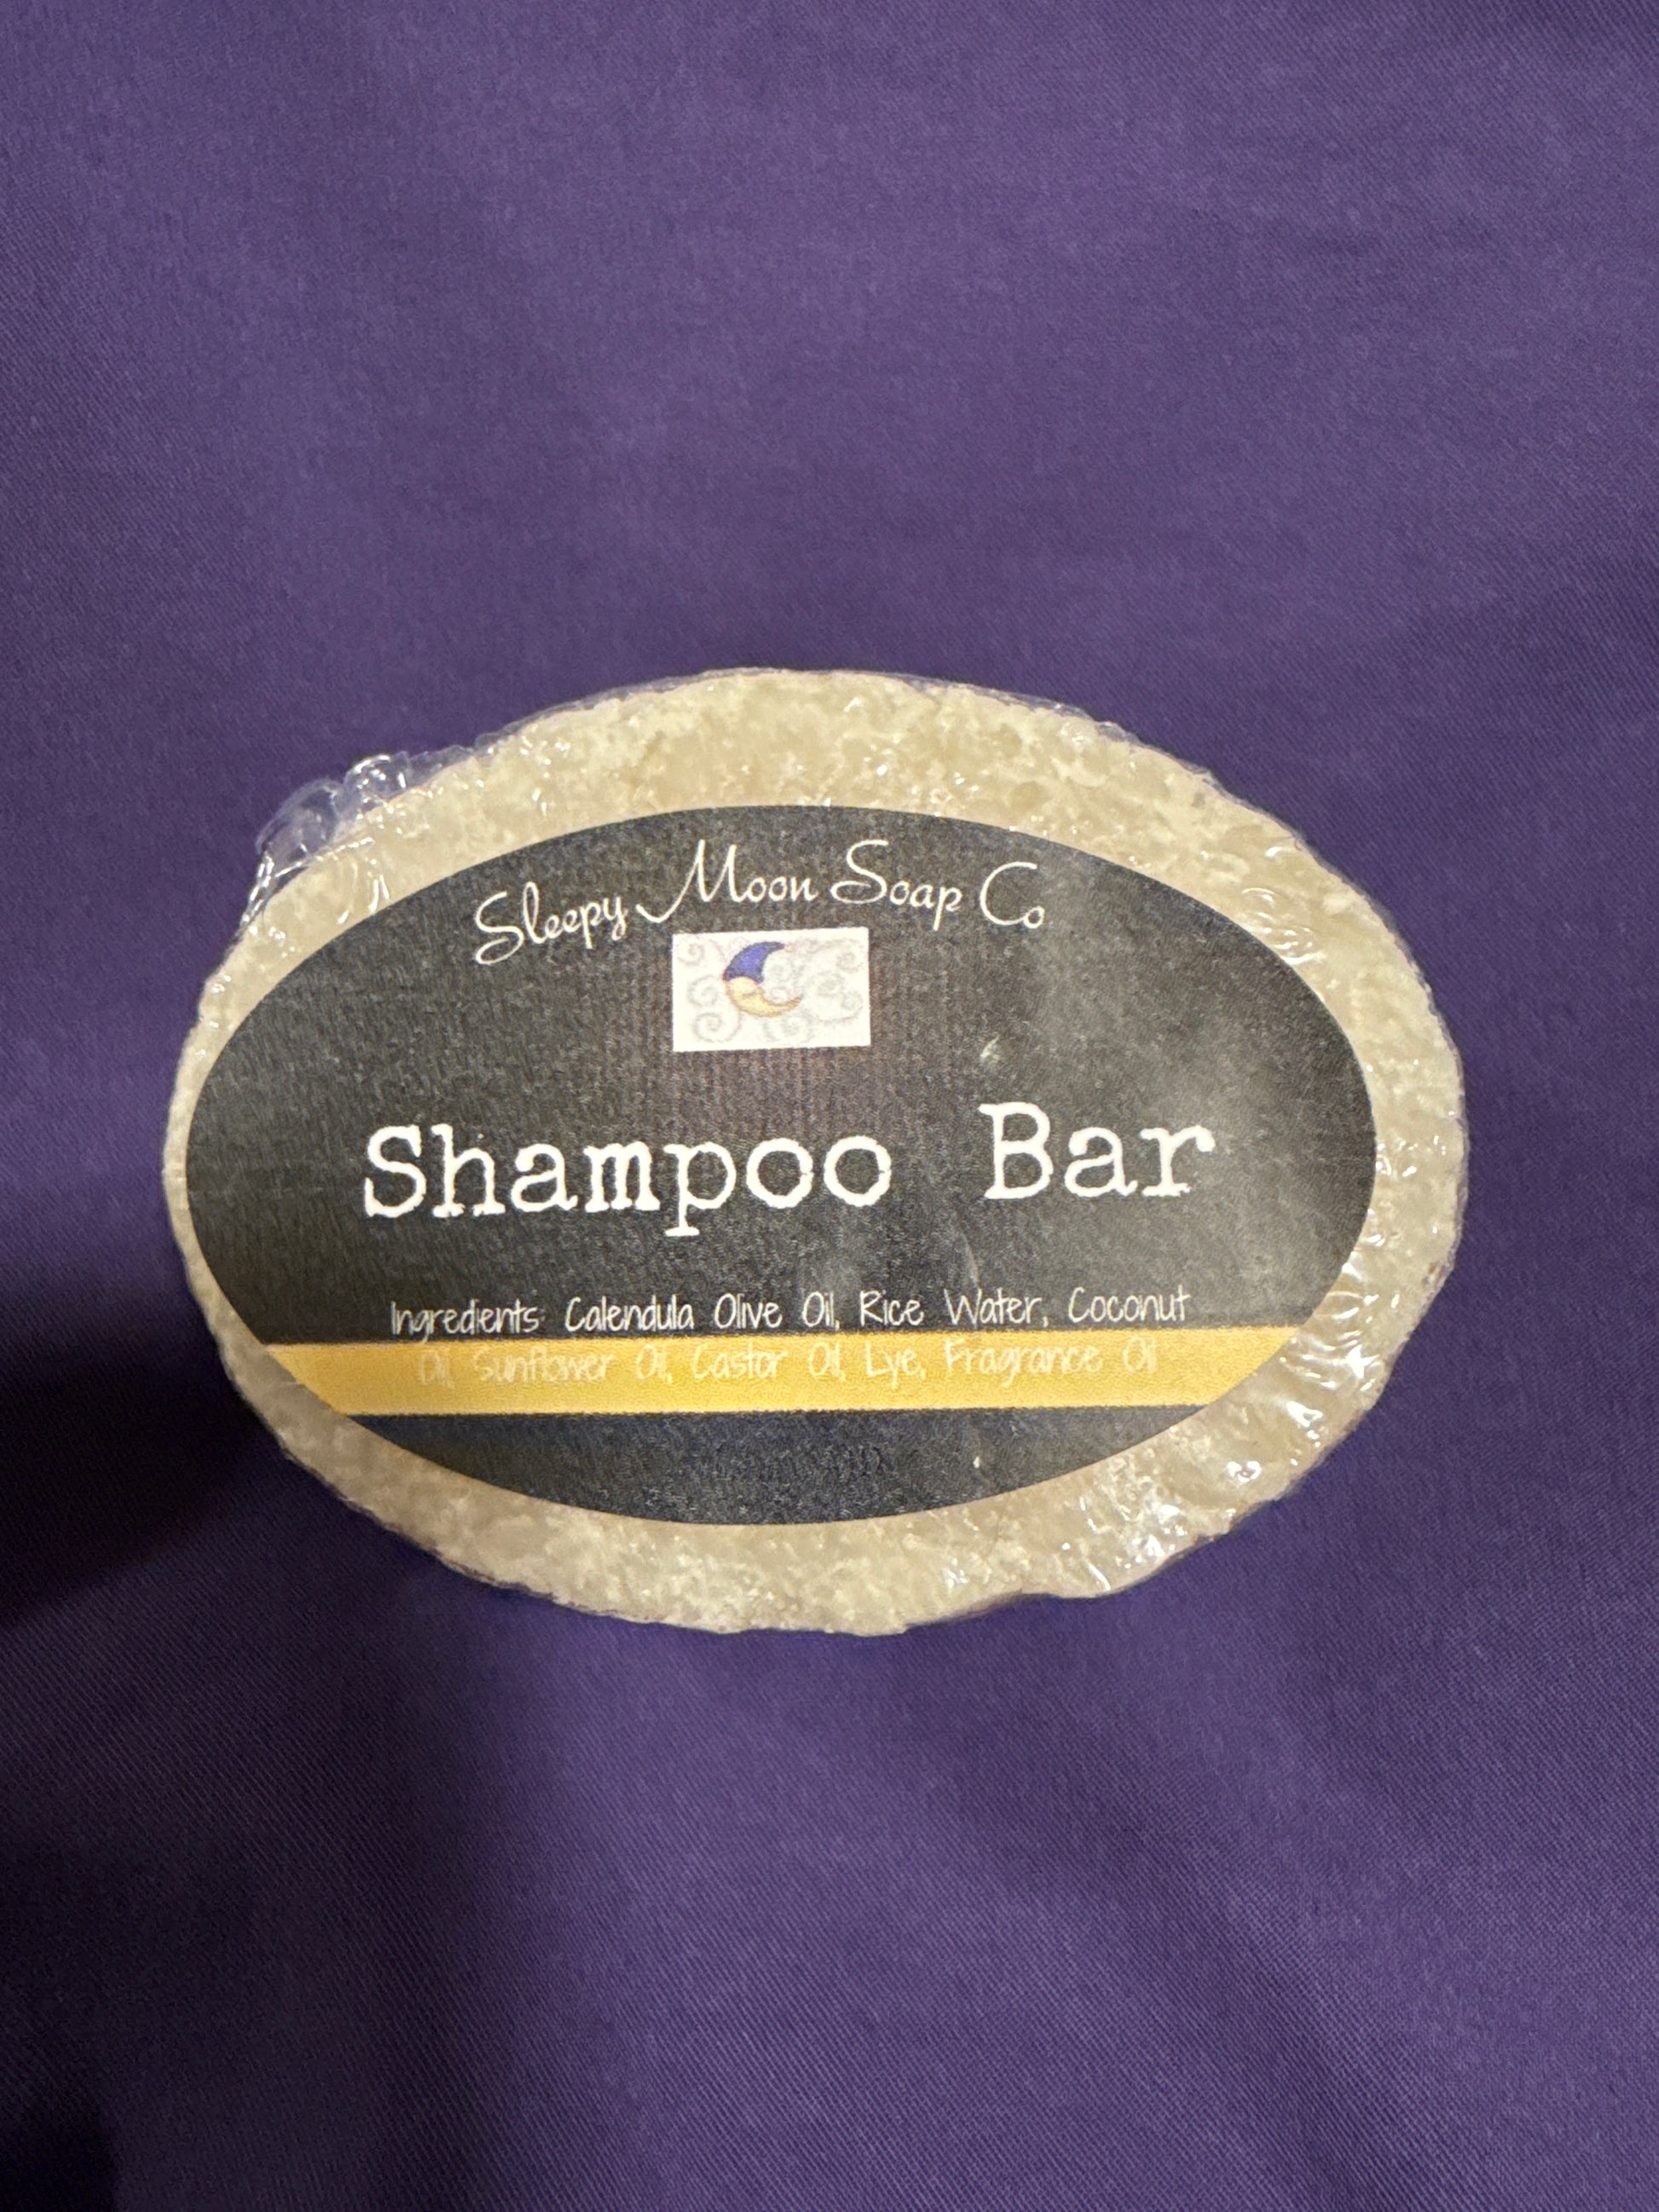 Sleepy Moon Soap Co
Shampoo Bar
Ingredients: Calendula Olive Oil, Rice Water, Coconut
Oil, Sunflower Oil, Castor Oil, Lye, Fragrance Oil